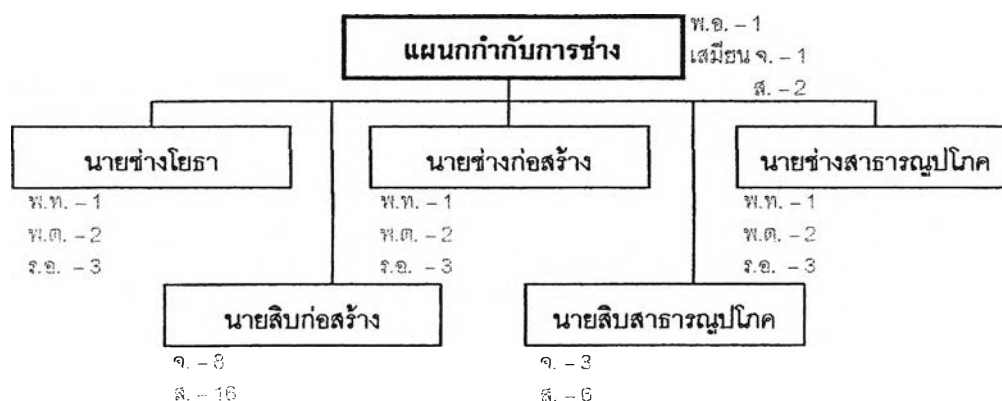 แผนกกำกับการช่าง
พ.อ. – 1
เสมียน จ. – 1
ส. – 2
นายช่างโยธา
พ.ท. – 1
พ.ต. – 2
ร.อ. – 3
นายช่างก่อสร้าง
พ.ท. – 1
พ.ต. – 2
ร.อ. – 3
นายช่างสาธารณูปโภค
พ.ท. – 1
พ.ต. – 2
ร.อ. – 3
นายสิบก่อสร้าง
จ. – 8
ส. – 16
นายสิบสาธารณูปโภค
จ. – 3
ส. – 6